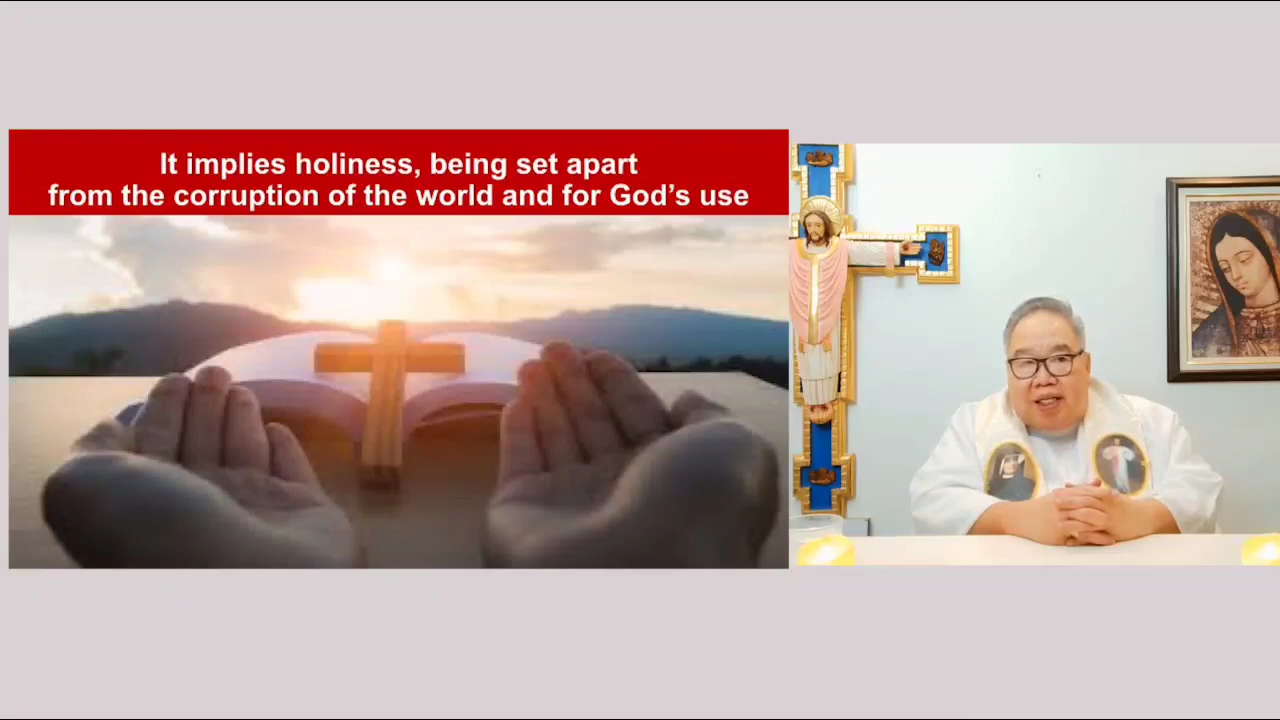 It implies holiness, being set apart
from the corruption of the world and for God’s use